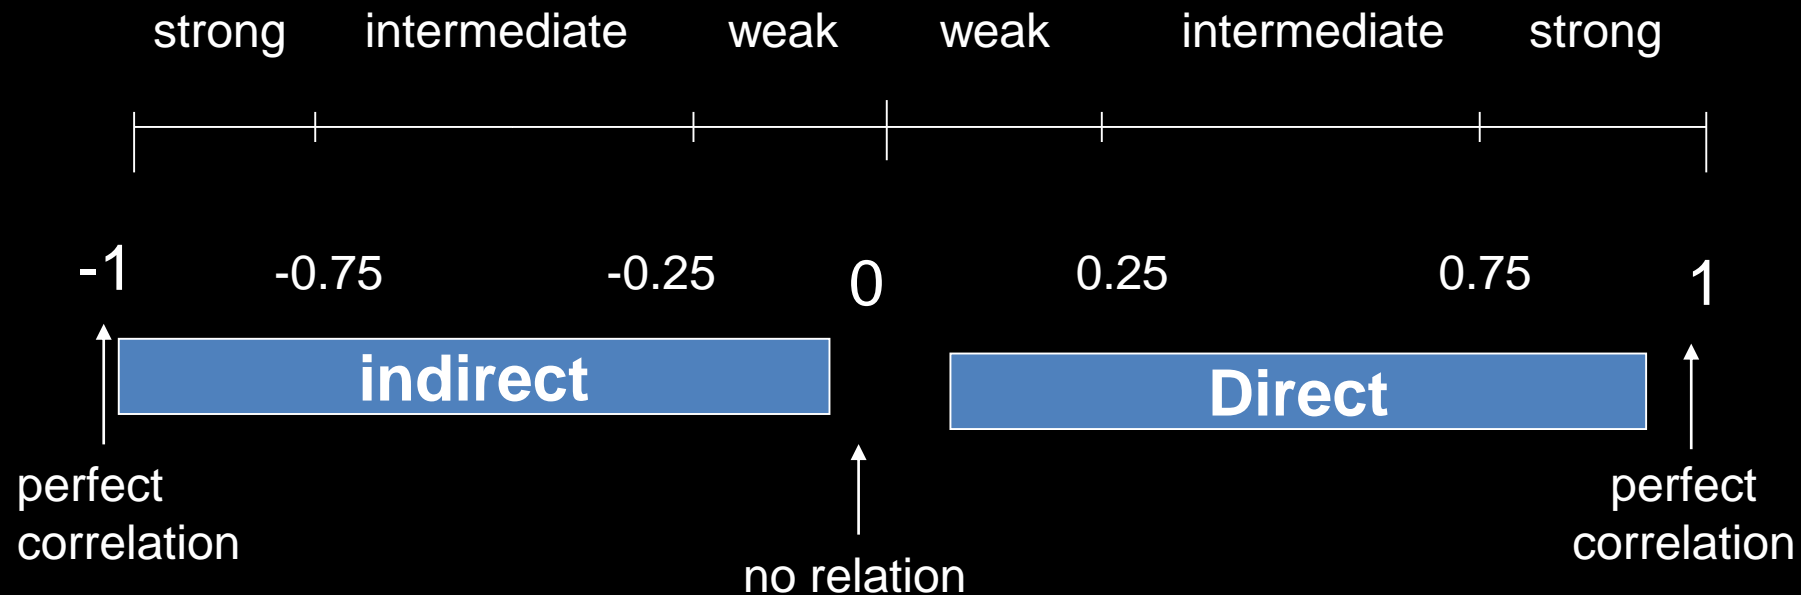 strong intermediate weak weak intermediate strong
-1 -0.75 -0.25 0 0.25 0.75 1
indirect Direct
perfect
correlation
no relation
perfect
correlation